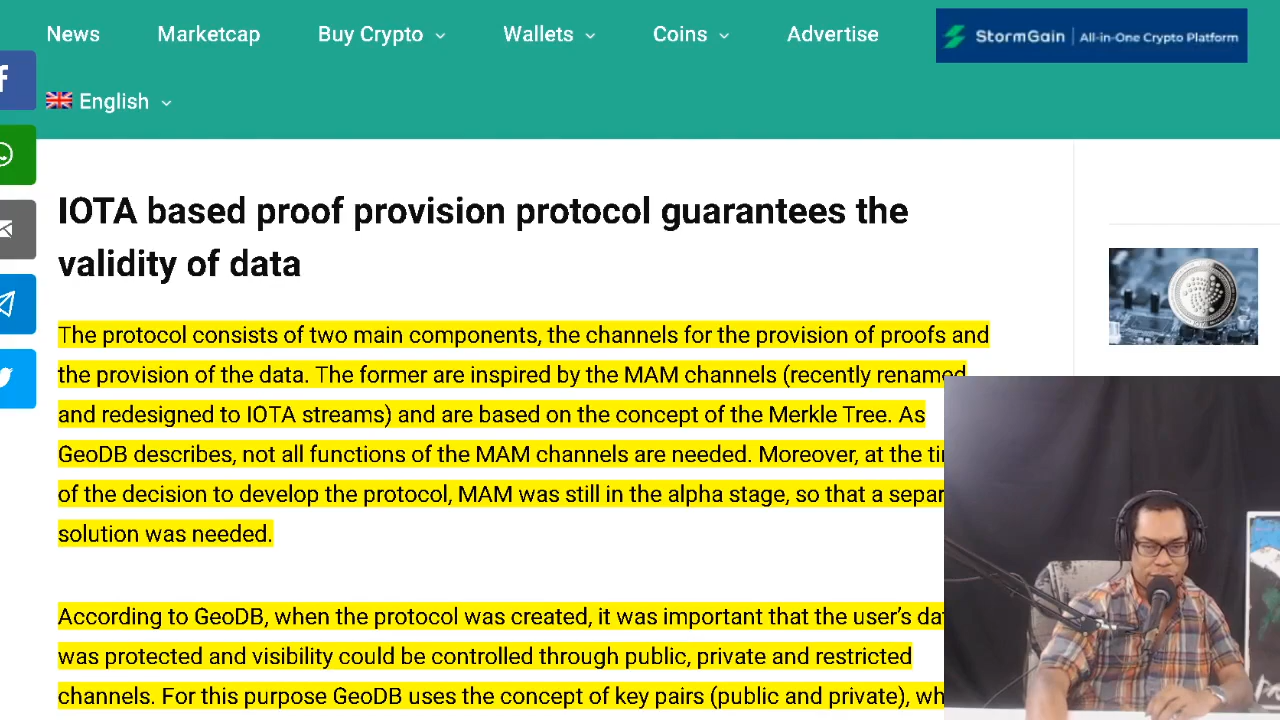 News Marketcap Buy Crypto Wallets Coins Advertise StormGain All-in-One Crypto Platform
English
IOTA based proof provision protocol guarantees the
validity of data
The protocol consists of two main components, the channels for the provision of proofs and
the provision of the data. The former are inspired by the MAM channels (recently renamed
and redesigned to IOTA streams) and are based on the concept of the Merkle Tree. As
GeoDB describes, not all functions of the MAM channels are needed. Moreover, at the
of the decision to develop the protocol, MAM was still in the alpha stage, so that a
solution was needed.
According to GeoDB, when the protocol was created, it was important that the user’s
was protected and visibility could be controlled through public, private and restricted
channels. For this purpose GeoDB uses the concept of key pairs (public and private),